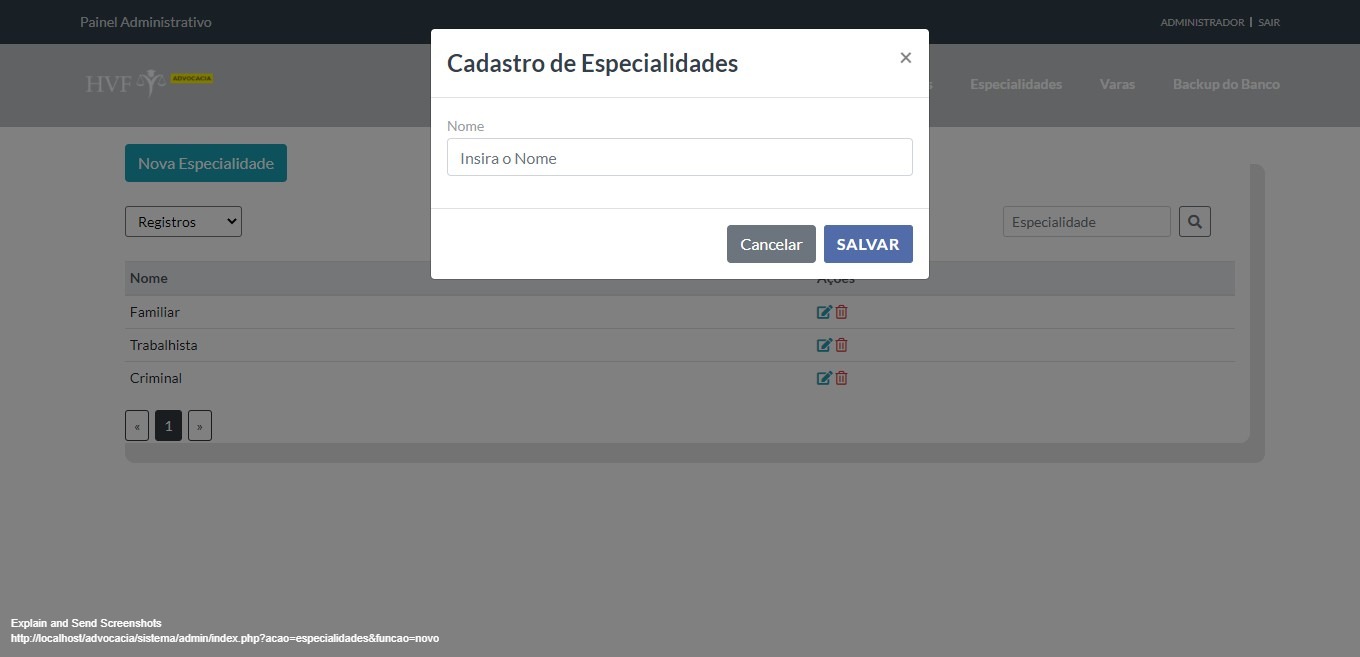 Painel Administrativo
ADMINISTRADOR | SAIR
HVF ADVOCACIA
Especialidades
Varas
Backup do Banco
Cadastro de Especialidades
×
Nome
Insira o Nome
Cancelar
SALVAR
Nova Especialidade
Registros
Especialidade
Nome
Ações
Familiar
Trabalhista
Criminal
« 1 »
Explain and Send Screenshots
http://localhost/advocacia/sistema/admin/index.php?acao=especialidades&funcao=novo